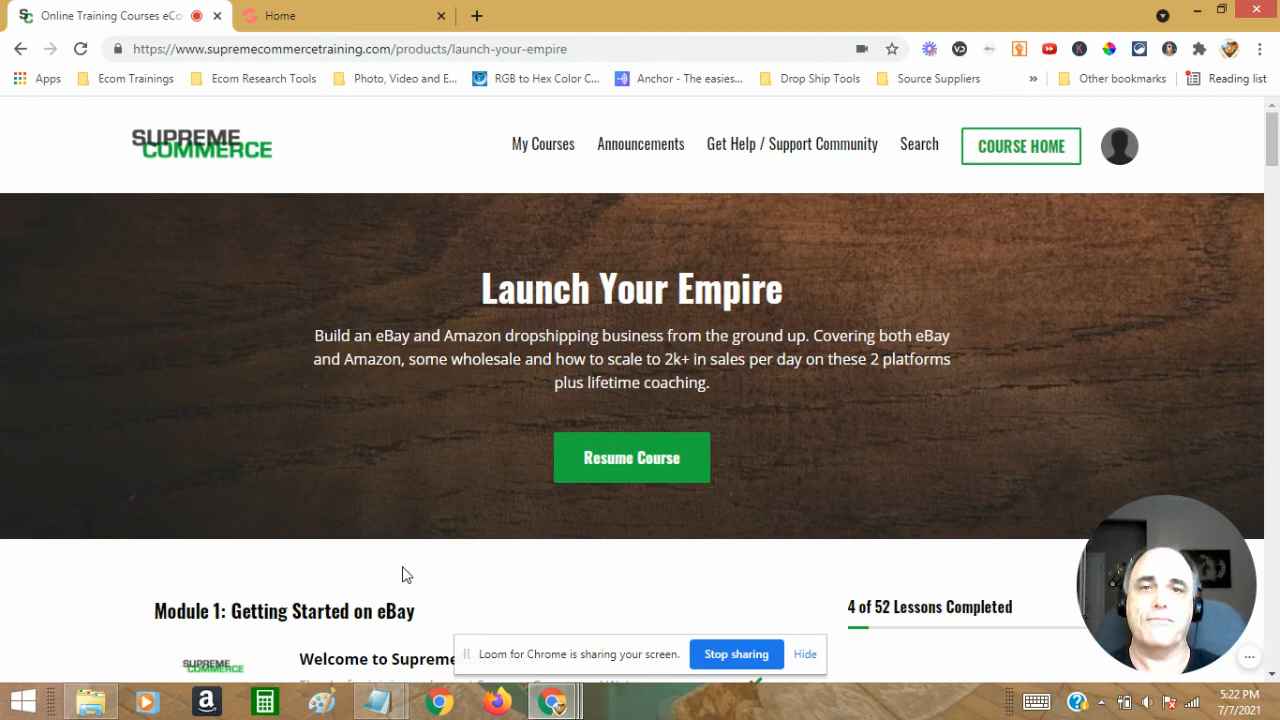 Online Training Courses eCo
Home
https://www.supremecommercetraining.com/products/launch-your-empire
Apps
Ecom Trainings
Ecom Research Tools
Photo, Video and E...
RGB to Hex Color C...
Anchor - The easies...
Drop Ship Tools
Source Suppliers
»
Other bookmarks
Reading list
SUPREME
COMMERCE
My Courses
Announcements
Get Help / Support Community
Search
COURSE HOME
Launch Your Empire
Build an eBay and Amazon dropshipping business from the ground up. Covering both eBay
and Amazon, some wholesale and how to scale to 2k+ in sales per day on these 2 platforms
plus lifetime coaching.
Resume Course
Module 1: Getting Started on eBay
4 of 52 Lessons Completed
SUPREME
COMMERCE
Welcome to Supreme
Loom for Chrome is sharing your screen.
Stop sharing
Hide
5:22 PM
7/7/2021